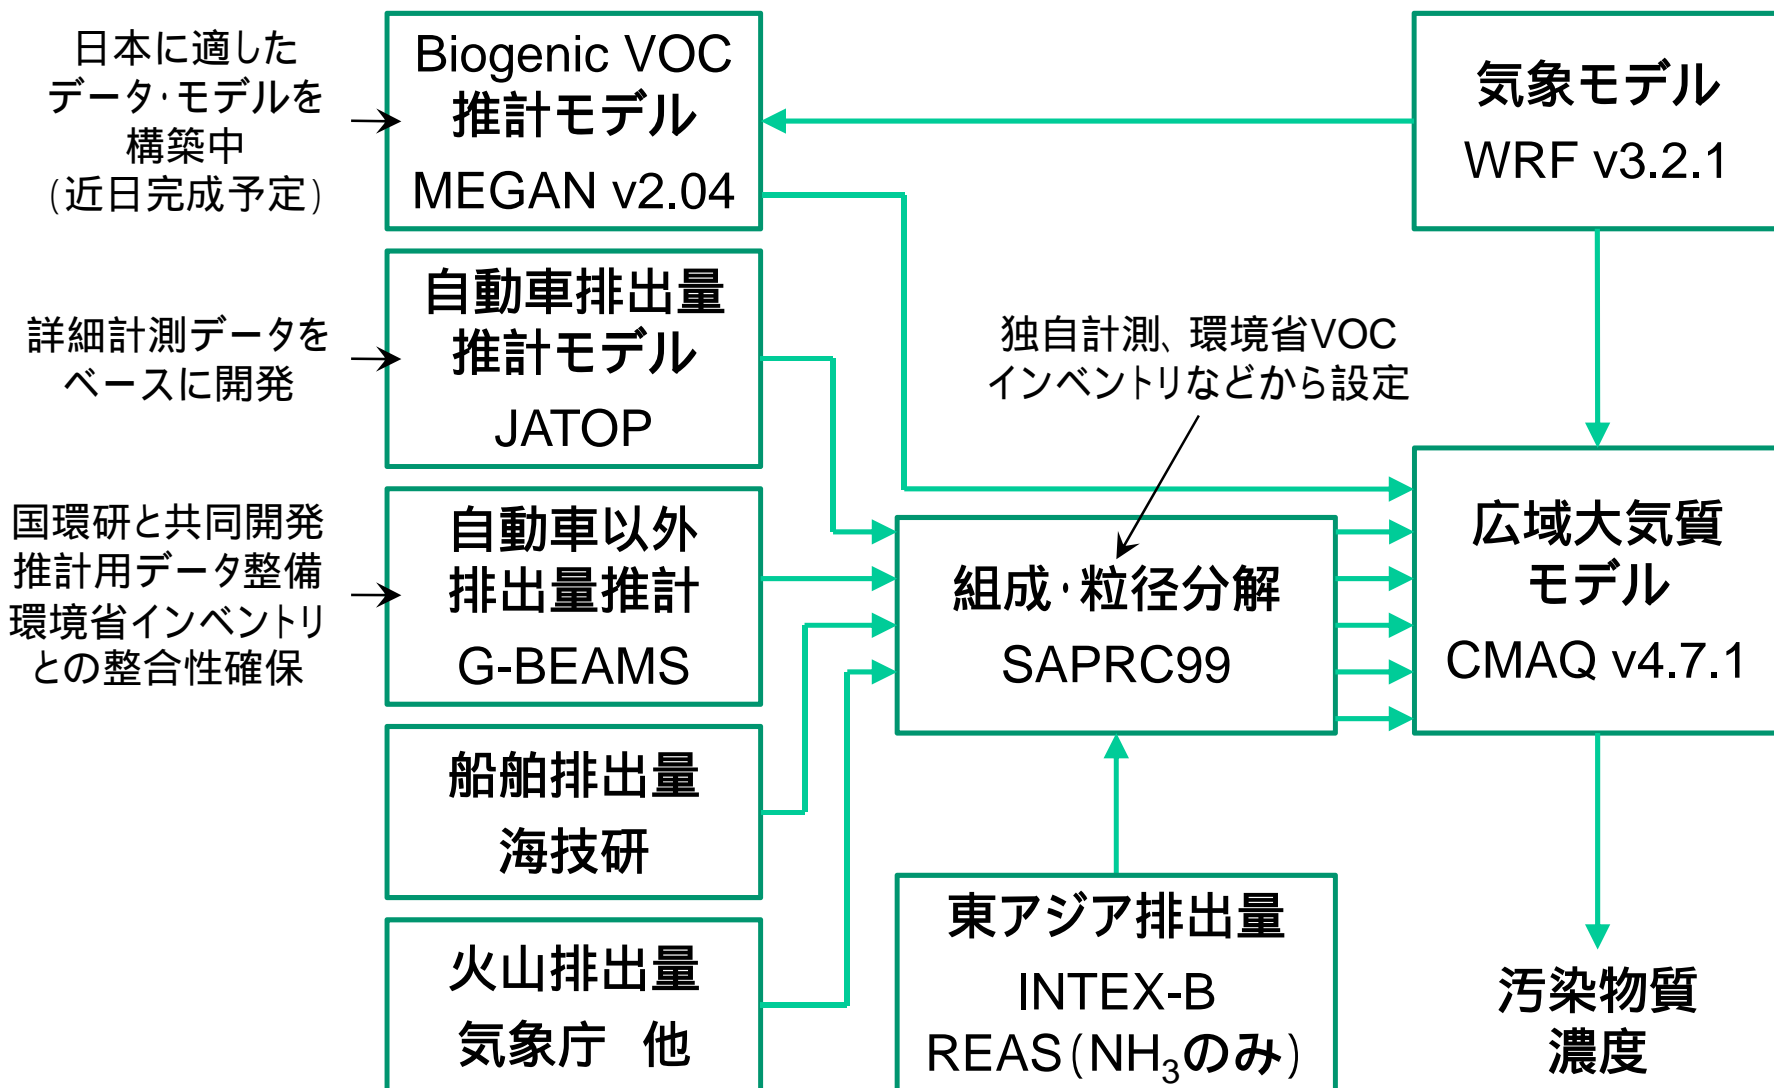 日本に適した
データ・モデルを
構築中
(近日完成予定)
Biogenic VOC
推計モデル
MEGAN v2.04
気象モデル
WRF v3.2.1
詳細計測データを
ベースに開発
自動車排出量
推計モデル
JATOP
独自計測、環境省VOC
インベントリなどから設定
国環研と共同開発
推計用データ整備
環境省インベントリ
との整合性確保
自動車以外
排出量推計
G-BEAMS
組成・粒径分解
SAPRC99
広域大気質
モデル
CMAQ v4.7.1
船舶排出量
海技研
火山排出量
気象庁 他
東アジア排出量
INTEX-B
REAS(NH₃のみ)
汚染物質
濃度